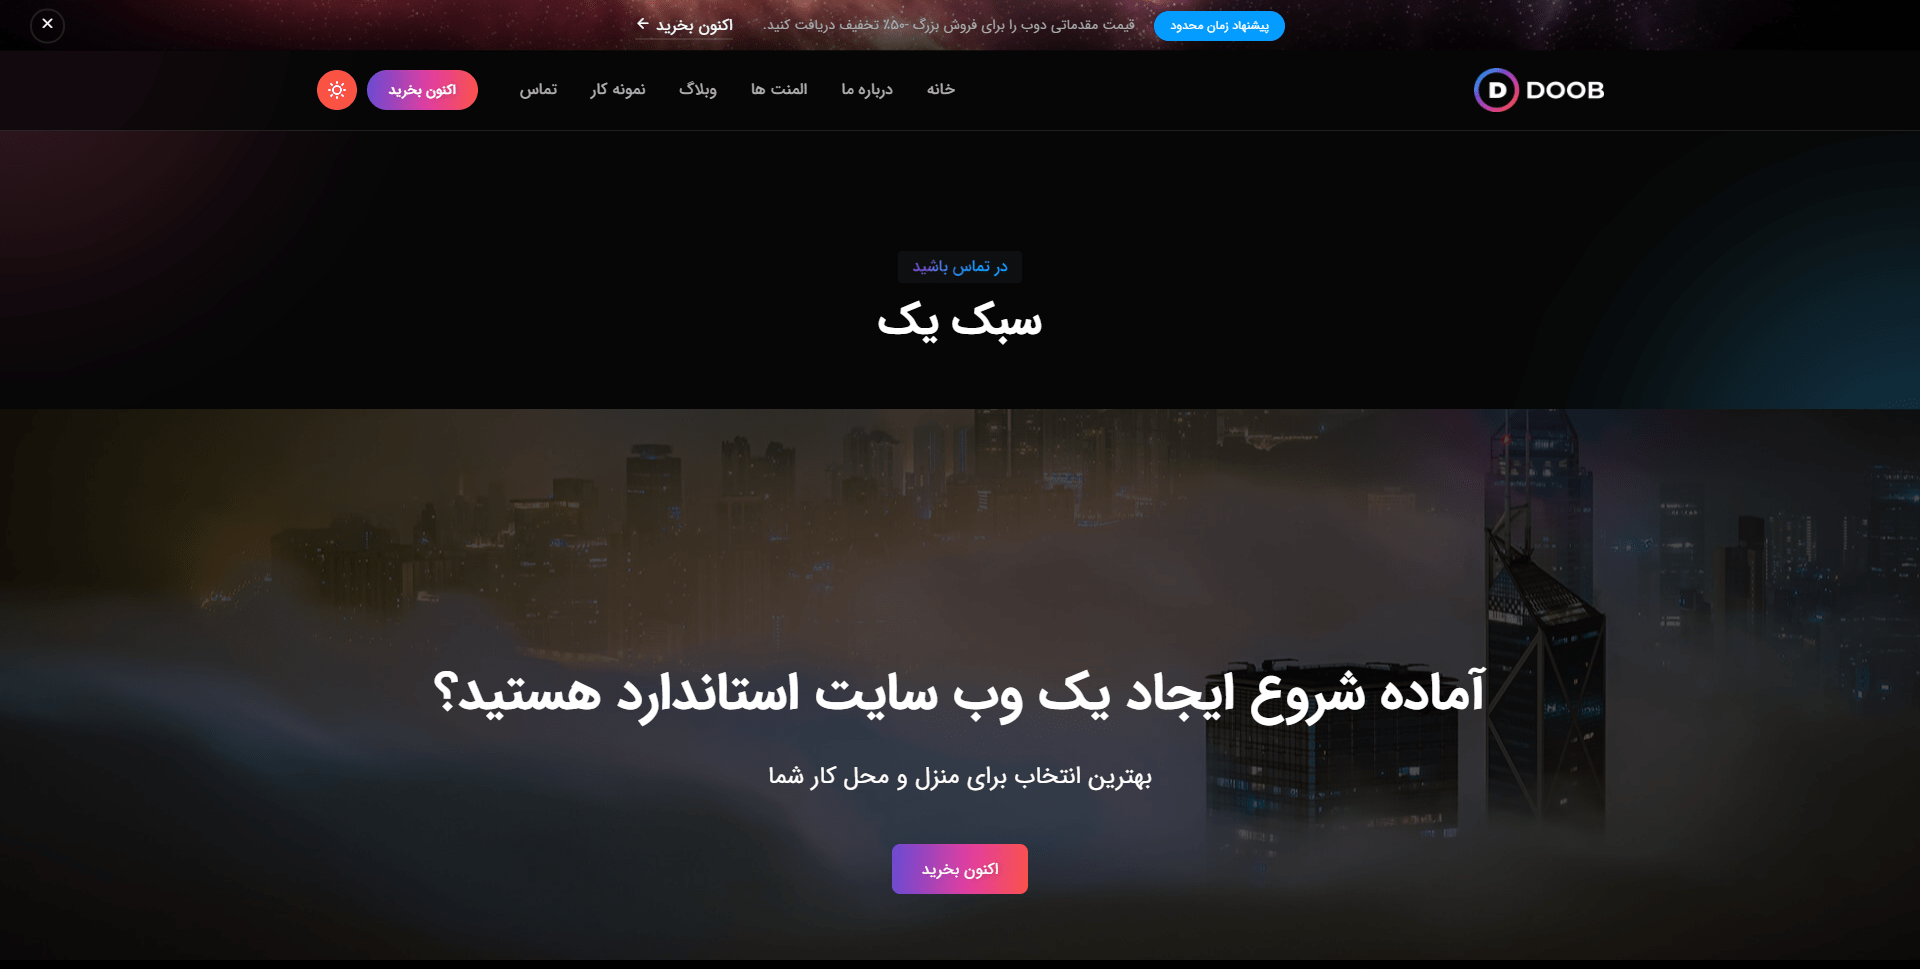 پیشنهاد زمان محدود قیمت مقدماتی دوب را برای فروش بزرگ -50٪ تخفیف دریافت کنید. اکنون بخرید ←
DOOB خانه درباره ما المنت ها وبلاگ نمونه کار تماس اکنون بخرید
در تماس باشید
سبک یک
آماده شروع ایجاد یک وب سایت استاندارد هستید؟
بهترین انتخاب برای منزل و محل کار شما
اکنون بخرید